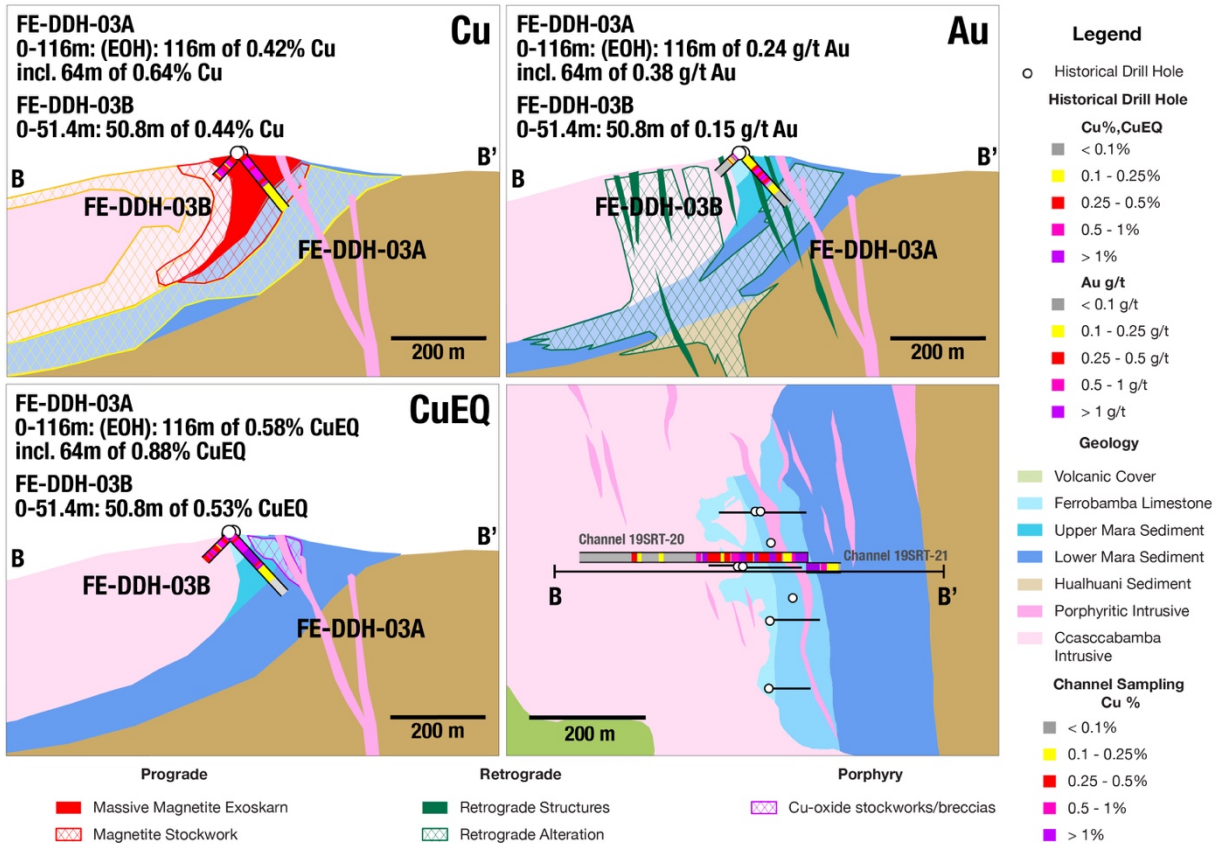 FE-DDH-03A
0-116m: (EOH): 116m of 0.42% Cu
incl. 64m of 0.64% Cu
FE-DDH-03B
0-51.4m: 50.8m of 0.44% Cu
Cu
B
B’
FE-DDH-03B
FE-DDH-03A
200 m
FE-DDH-03A
0-116m: (EOH): 116m of 0.24 g/t Au
incl. 64m of 0.38 g/t Au
FE-DDH-03B
0-51.4m: 50.8m of 0.15 g/t Au
Au
B
B’
FE-DDH-03B
FE-DDH-03A
200 m
FE-DDH-03A
0-116m: (EOH): 116m of 0.58% CuEQ
incl. 64m of 0.88% CuEQ
FE-DDH-03B
0-51.4m: 50.8m of 0.53% CuEQ
CuEQ
B
B’
FE-DDH-03B
FE-DDH-03A
200 m
Channel 19SRT-20
Channel 19SRT-21
B
B’
200 m
Legend
Historical Drill Hole
Historical Drill Hole
Cu%,CuEQ
< 0.1%
0.1 - 0.25%
0.25 - 0.5%
0.5 - 1%
> 1%
Au g/t
< 0.1 g/t
0.1 - 0.25 g/t
0.25 - 0.5 g/t
0.5 - 1 g/t
> 1 g/t
Geology
Volcanic Cover
Ferrobamba Limestone
Upper Mara Sediment
Lower Mara Sediment
Hualhuani Sediment
Porphyritic Intrusive
Ccasccabamba
Intrusive
Channel Sampling
Cu %
< 0.1%
0.1 - 0.25%
0.25 - 0.5%
0.5 - 1%
> 1%
Prograde
Massive Magnetite Exoskarn
Magnetite Stockwork
Retrograde
Retrograde Structures
Retrograde Alteration
Porphyry
Cu-oxide stockworks/breccias